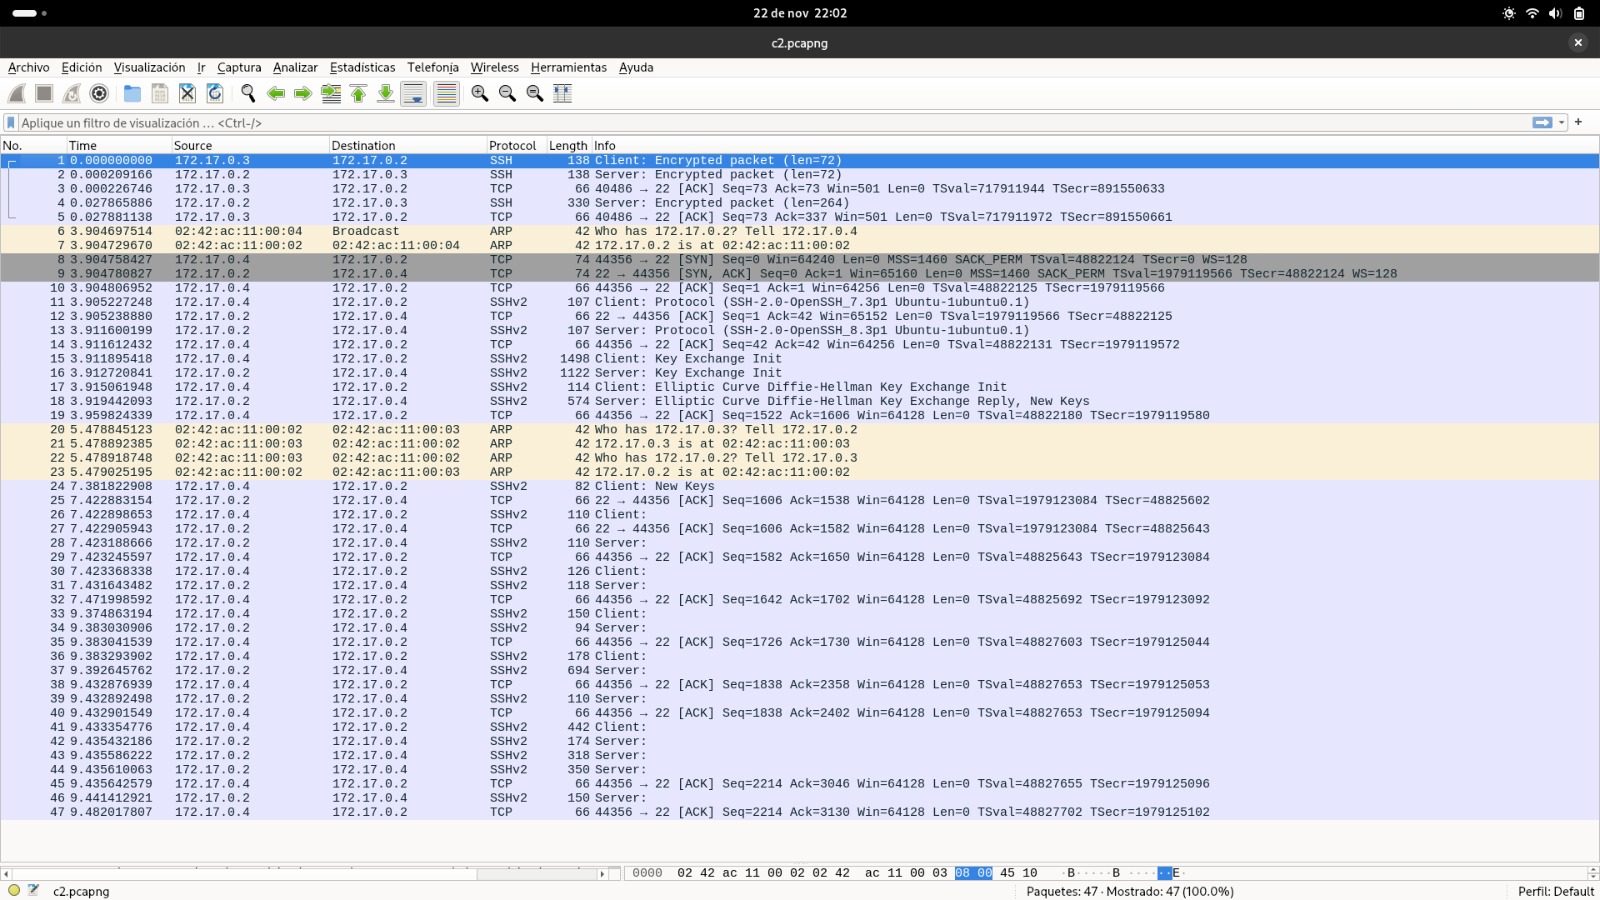 22 de nov 22:02
c2.pcapng
Archivo Edición Visualización Ir Captura Analizar Estadísticas Telefonía Wireless Herramientas Ayuda
Aplique un filtro de visualización … <Ctrl-/>
No. Time Source Destination Protocol Length Info
1 0.000000000 172.17.0.3 172.17.0.2 SSH 138 Client: Encrypted packet (len=72)
2 0.000209166 172.17.0.2 172.17.0.3 SSH 138 Server: Encrypted packet (len=72)
3 0.000226746 172.17.0.3 172.17.0.2 TCP 66 40486 → 22 [ACK] Seq=73 Ack=73 Win=501 Len=0 TSval=717911944 TSecr=891550633
4 0.027865886 172.17.0.2 172.17.0.3 SSH 330 Server: Encrypted packet (len=264)
5 0.027881138 172.17.0.3 172.17.0.2 TCP 66 40486 → 22 [ACK] Seq=73 Ack=337 Win=501 Len=0 TSval=717911972 TSecr=891550661
6 3.904697514 02:42:ac:11:00:04 Broadcast ARP 42 Who has 172.17.0.2? Tell 172.17.0.4
7 3.904729670 02:42:ac:11:00:02 02:42:ac:11:00:04 ARP 42 172.17.0.2 is at 02:42:ac:11:00:02
8 3.904758427 172.17.0.4 172.17.0.2 TCP 74 44356 → 22 [SYN] Seq=0 Win=64240 Len=0 MSS=1460 SACK_PERM TSval=48822124 TSecr=0 WS=128
9 3.904780827 172.17.0.2 172.17.0.4 TCP 74 22 → 44356 [SYN, ACK] Seq=0 Ack=1 Win=65160 Len=0 MSS=1460 SACK_PERM TSval=1979119566 TSecr=48822124 WS=128
10 3.904806952 172.17.0.4 172.17.0.2 TCP 66 44356 → 22 [ACK] Seq=1 Ack=1 Win=64256 Len=0 TSval=48822125 TSecr=1979119566
11 3.905227248 172.17.0.4 172.17.0.2 SSHv2 107 Client: Protocol (SSH-2.0-OpenSSH_7.3p1 Ubuntu-1ubuntu0.1)
12 3.905238880 172.17.0.2 172.17.0.4 TCP 66 22 → 44356 [ACK] Seq=1 Ack=42 Win=65152 Len=0 TSval=1979119566 TSecr=48822125
13 3.911600199 172.17.0.2 172.17.0.4 SSHv2 107 Server: Protocol (SSH-2.0-OpenSSH_8.3p1 Ubuntu-1ubuntu0.1)
14 3.911612432 172.17.0.4 172.17.0.2 TCP 66 44356 → 22 [ACK] Seq=42 Ack=42 Win=64256 Len=0 TSval=48822131 TSecr=1979119572
15 3.911895418 172.17.0.4 172.17.0.2 SSHv2 1498 Client: Key Exchange Init
16 3.912720841 172.17.0.2 172.17.0.4 SSHv2 1122 Server: Key Exchange Init
17 3.915061948 172.17.0.4 172.17.0.2 SSHv2 114 Client: Elliptic Curve Diffie-Hellman Key Exchange Init
18 3.919442093 172.17.0.2 172.17.0.4 SSHv2 574 Server: Elliptic Curve Diffie-Hellman Key Exchange Reply, New Keys
19 3.959824339 172.17.0.4 172.17.0.2 TCP 66 44356 → 22 [ACK] Seq=1522 Ack=1606 Win=64128 Len=0 TSval=48822180 TSecr=1979119580
20 5.478845123 02:42:ac:11:00:02 02:42:ac:11:00:03 ARP 42 Who has 172.17.0.3? Tell 172.17.0.2
21 5.478892385 02:42:ac:11:00:03 02:42:ac:11:00:02 ARP 42 172.17.0.3 is at 02:42:ac:11:00:03
22 5.478918748 02:42:ac:11:00:03 02:42:ac:11:00:02 ARP 42 Who has 172.17.0.2? Tell 172.17.0.3
23 5.479025195 02:42:ac:11:00:02 02:42:ac:11:00:03 ARP 42 172.17.0.2 is at 02:42:ac:11:00:02
24 7.381822908 172.17.0.4 172.17.0.2 SSHv2 82 Client: New Keys
25 7.422883154 172.17.0.2 172.17.0.4 TCP 66 22 → 44356 [ACK] Seq=1606 Ack=1538 Win=64128 Len=0 TSval=1979123084 TSecr=48825602
26 7.422898653 172.17.0.4 172.17.0.2 SSHv2 110 Client:
27 7.422905943 172.17.0.2 172.17.0.4 TCP 66 22 → 44356 [ACK] Seq=1606 Ack=1582 Win=64128 Len=0 TSval=1979123084 TSecr=48825643
28 7.423188666 172.17.0.2 172.17.0.4 SSHv2 110 Server:
29 7.423245597 172.17.0.4 172.17.0.2 TCP 66 44356 → 22 [ACK] Seq=1582 Ack=1650 Win=64128 Len=0 TSval=48825643 TSecr=1979123084
30 7.423368338 172.17.0.4 172.17.0.2 SSHv2 126 Client:
31 7.431643482 172.17.0.2 172.17.0.4 SSHv2 118 Server:
32 7.471998592 172.17.0.4 172.17.0.2 TCP 66 44356 → 22 [ACK] Seq=1642 Ack=1702 Win=64128 Len=0 TSval=48825692 TSecr=1979123092
33 9.374863194 172.17.0.4 172.17.0.2 SSHv2 150 Client:
34 9.383030906 172.17.0.2 172.17.0.4 SSHv2 94 Server:
35 9.383041539 172.17.0.4 172.17.0.2 TCP 66 44356 → 22 [ACK] Seq=1726 Ack=1730 Win=64128 Len=0 TSval=48827603 TSecr=1979125044
36 9.383293902 172.17.0.4 172.17.0.2 SSHv2 178 Client:
37 9.392645762 172.17.0.2 172.17.0.4 SSHv2 694 Server:
38 9.432876939 172.17.0.4 172.17.0.2 TCP 66 44356 → 22 [ACK] Seq=1838 Ack=2358 Win=64128 Len=0 TSval=48827653 TSecr=1979125053
39 9.432892498 172.17.0.2 172.17.0.4 SSHv2 110 Server:
40 9.432901549 172.17.0.4 172.17.0.2 TCP 66 44356 → 22 [ACK] Seq=1838 Ack=2402 Win=64128 Len=0 TSval=48827653 TSecr=1979125094
41 9.433354776 172.17.0.4 172.17.0.2 SSHv2 442 Client:
42 9.435432186 172.17.0.2 172.17.0.4 SSHv2 174 Server:
43 9.435586222 172.17.0.2 172.17.0.4 SSHv2 318 Server:
44 9.435610063 172.17.0.2 172.17.0.4 SSHv2 350 Server:
45 9.435642579 172.17.0.4 172.17.0.2 TCP 66 44356 → 22 [ACK] Seq=2214 Ack=3046 Win=64128 Len=0 TSval=48827655 TSecr=1979125096
46 9.441412921 172.17.0.2 172.17.0.4 SSHv2 150 Server:
47 9.482017807 172.17.0.4 172.17.0.2 TCP 66 44356 → 22 [ACK] Seq=2214 Ack=3130 Win=64128 Len=0 TSval=48827702 TSecr=1979125102
0000 02 42 ac 11 00 02 02 42 ac 11 00 03 08 00 45 10 ·B·····B ······E·
c2.pcapng Paquetes: 47 · Mostrado: 47 (100.0%) Perfil: Default